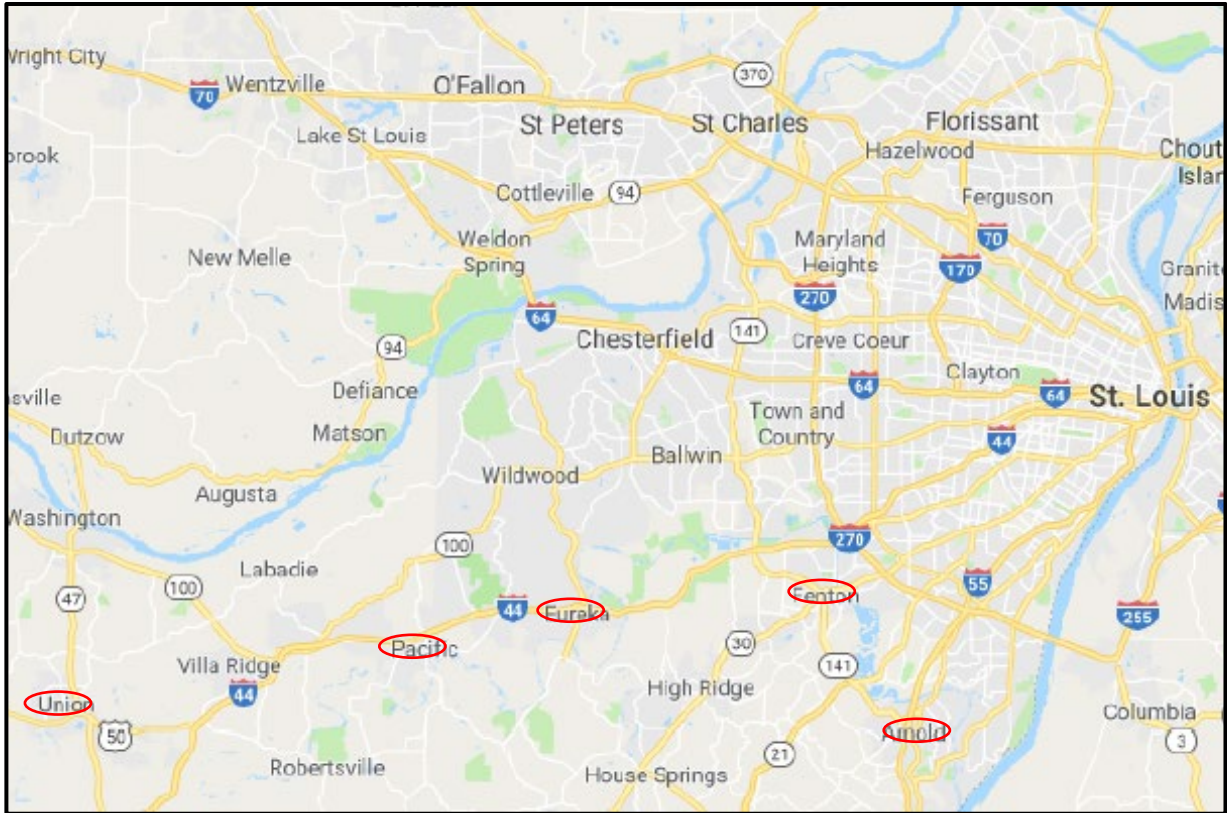 Wright City
70
Wentzville
O'Fallon
370
Lake St Louis
St Peters
St Charles
Florissant
Hazelwood
Chout
Islan
brook
Cottleville
94
Ferguson
Weldon
Spring
New Melle
Maryland
Heights
70
170
270
Granite
Madis
64
Chesterfield
141
Creve Coeur
94
Defiance
64
Clayton
64
St. Louis
sville
Dutzow
Matson
Town and
Country
44
Ballwin
Wildwood
Augusta
Washington
100
270
Labadie
100
47
44
Eureka
Fenton
55
255
Pacific
30
Villa Ridge
44
141
High Ridge
Union
50
Arnold
Columbia
3
21
Robertsville
House Springs